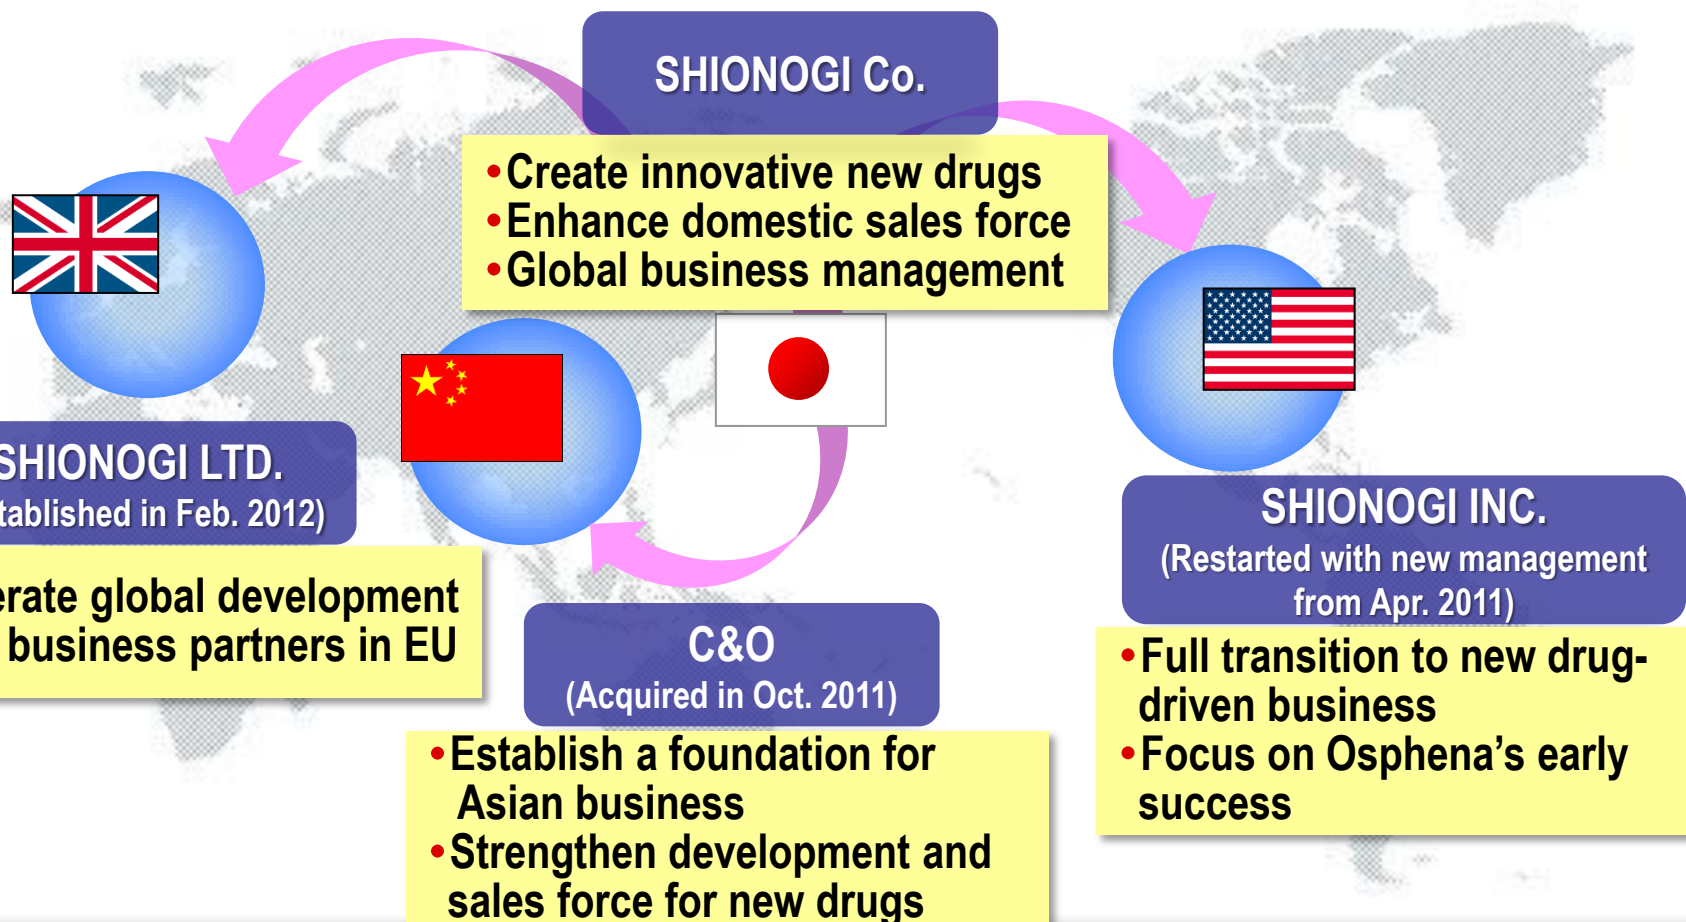 SHIONOGI Co.
•Create innovative new drugs
•Enhance domestic sales force
•Global business management
SHIONOGI LTD.
in Feb. 2012)
global development
business partners in EU
C&O
(Acquired in Oct. 2011)
•Establish a foundation for
Asian business
•Strengthen development and
sales force for new drugs
SHIONOGI INC.
(Restarted with new management
from Apr. 2011)
•Full transition to new drug-
driven business
•Focus on Osphena’s early
success